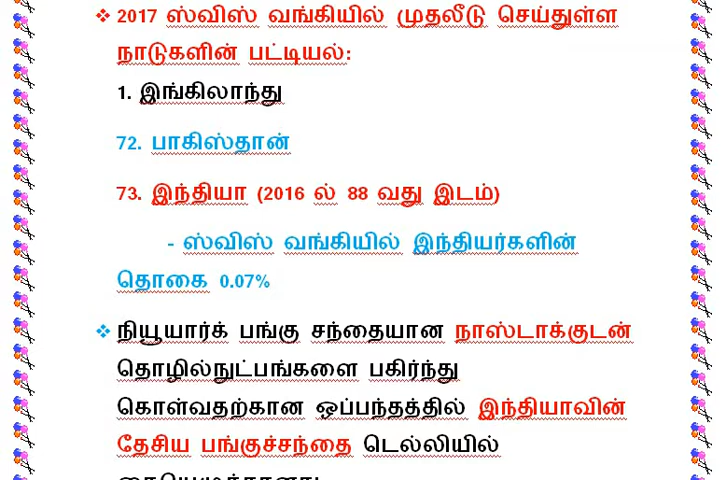 2017 ஸ்விஸ் வங்கியில் முதலீடு செய்துள்ள
நாடுகளின் பட்டியல்:
1. இங்கிலாந்து
72. பாகிஸ்தான்
73. இந்தியா (2016 ல் 88 வது இடம்)
- ஸ்விஸ் வங்கியில் இந்தியர்களின்
தொகை 0.07%
நியூயார்க் பங்கு சந்தையான நாஸ்டாக்குடன்
தொழில்நுட்பங்களை பகிர்ந்து
கொள்வதற்கான ஒப்பந்தத்தில் இந்தியாவின்
தேசிய பங்குச்சந்தை டெல்லியில்